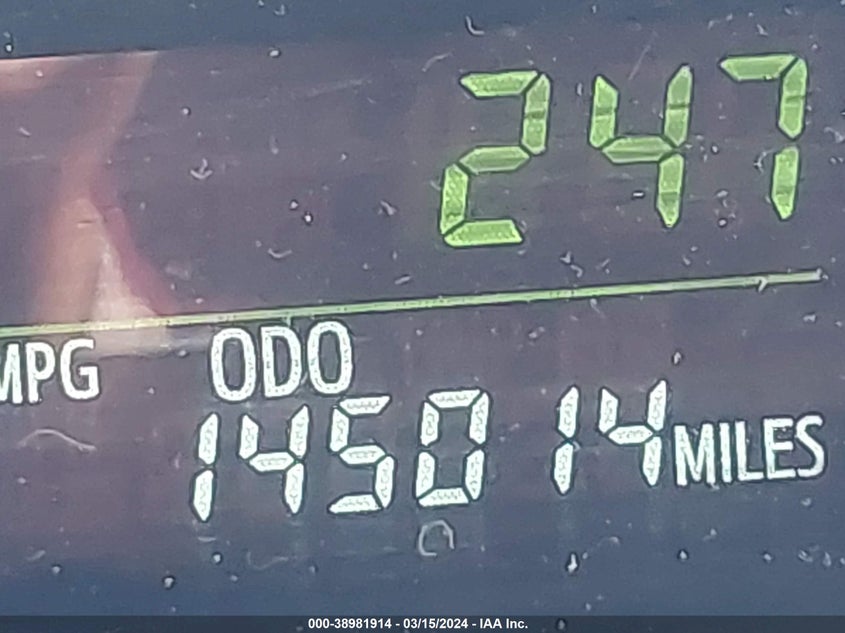 247
MPG ODO
145014 MILES
000-38981914 - 03/15/2024 - IAA Inc.